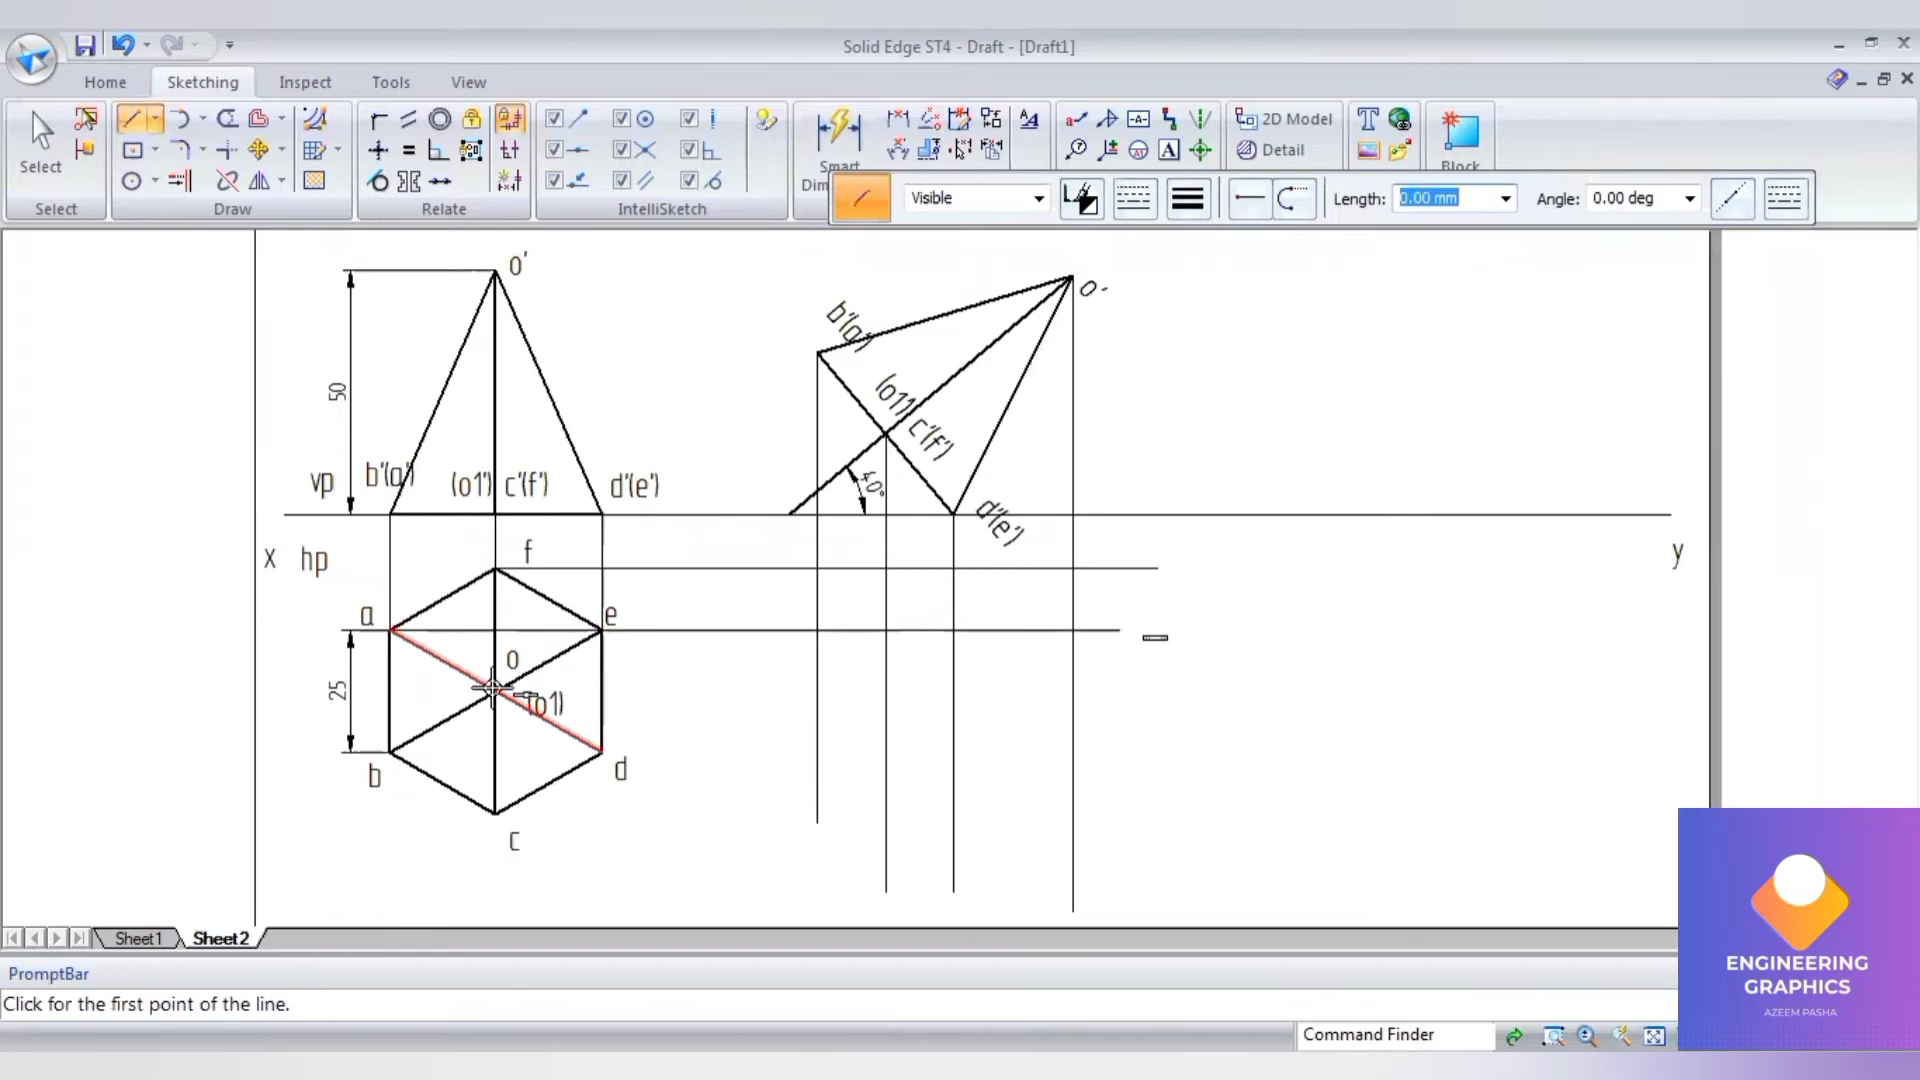 Solid Edge ST4 - Draft - [Draft1]
Home Sketching Inspect Tools View
Select
Smart
Dim
2D Model
Detail
Block
Select Draw Relate IntelliSketch
Visible Length: 0.00 mm Angle: 0.00 deg
o'
o'
b'(a')
50
(o1') c'(f')
40°
vp b'(a') (o1') c'(f') d'(e')
d'(e')
x hp f y
a e
o
25 (o1)
b d
c
Sheet1 Sheet2
PromptBar
Click for the first point of the line.
Command Finder
ENGINEERING
GRAPHICS
AZEEM PASHA